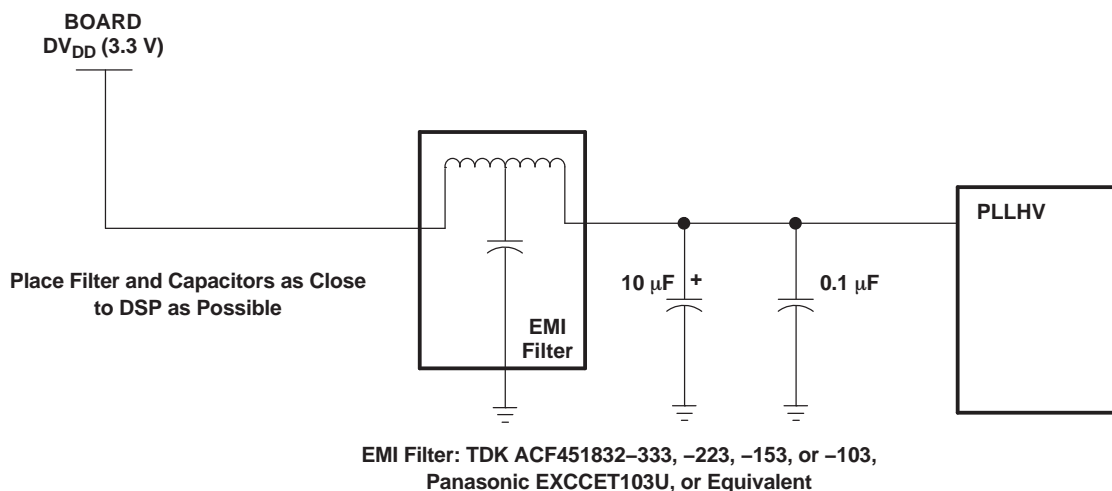 BOARD
DVDD (3.3 V)
PLLHV
Place Filter and Capacitors as Close
to DSP as Possible
10 μF +
0.1 μF
EMI
Filter
EMI Filter: TDK ACF451832–333, –223, –153, or –103,
Panasonic EXCCET103U, or Equivalent